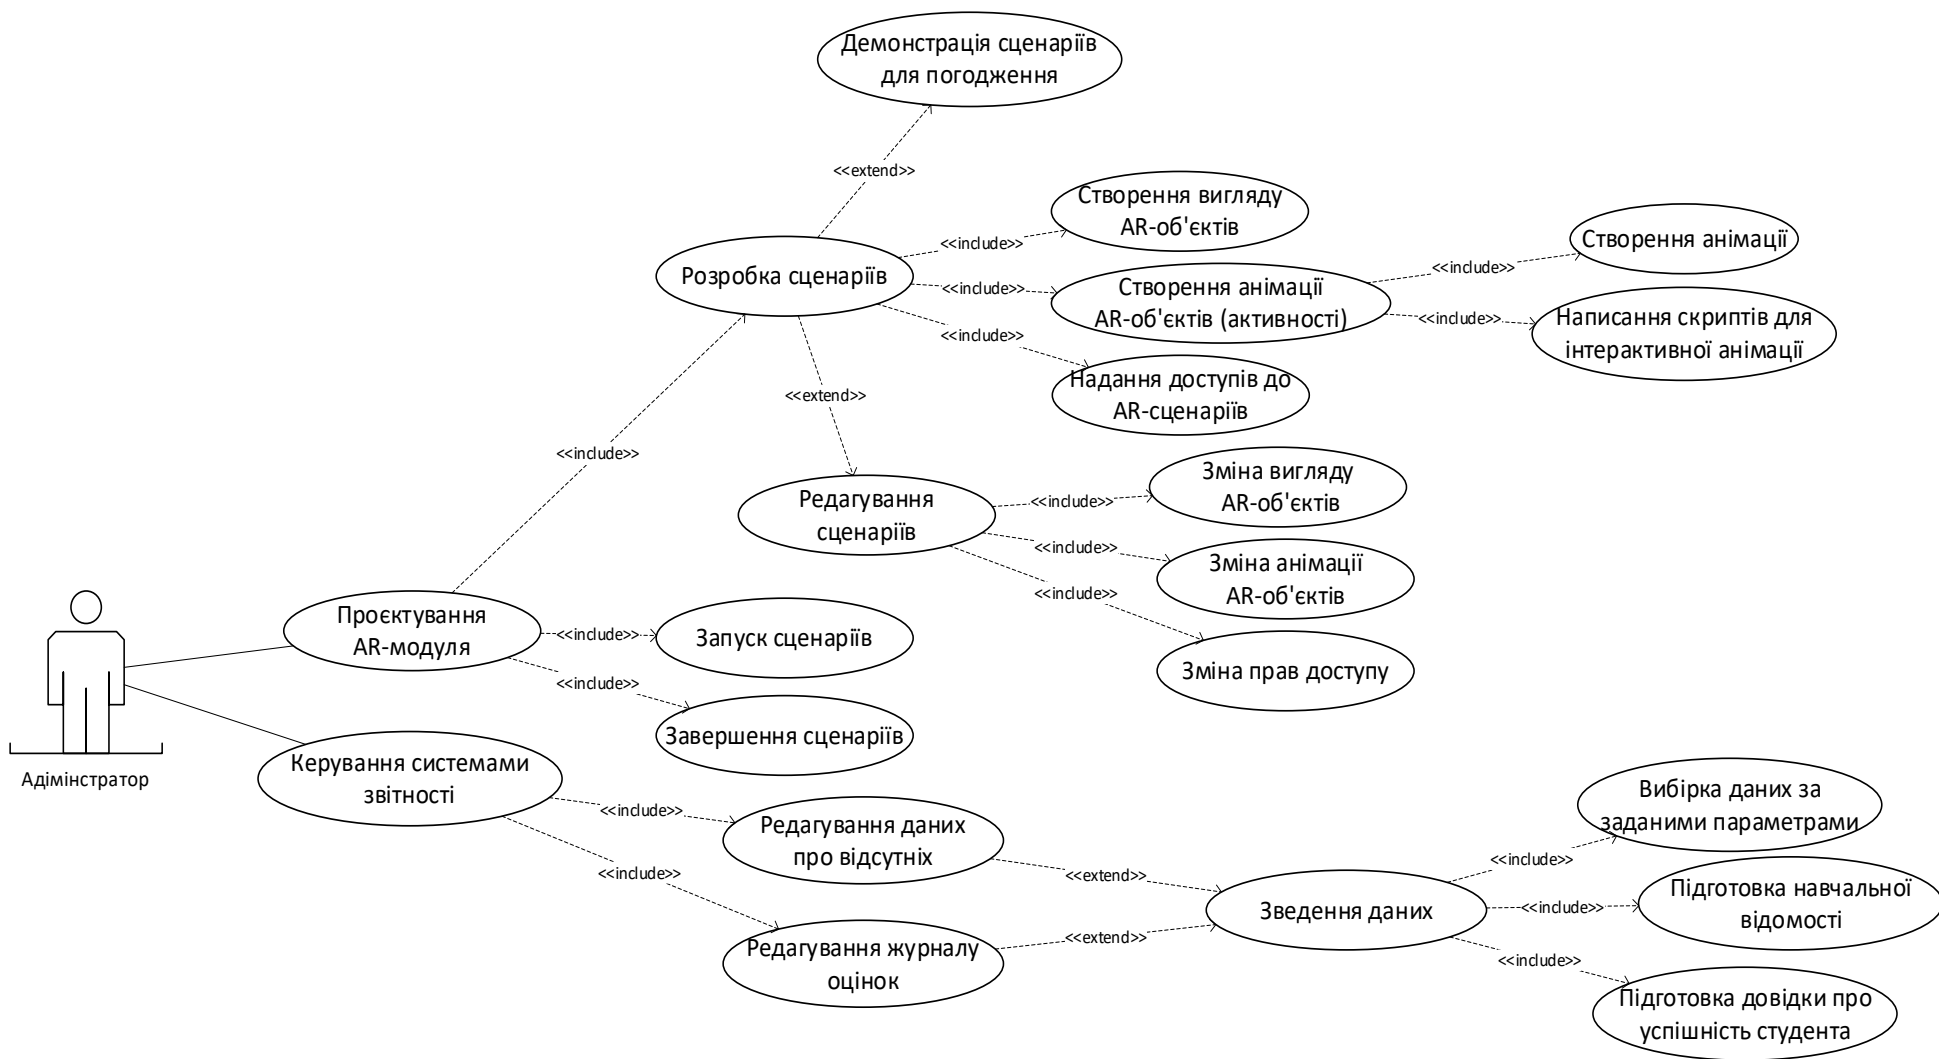 Демонстрація сценаріїв
для погодження
<<extend>>
Створення вигляду
AR-об'єктів
<<include>>
Створення анімації
<<include>>
Розробка сценаріїв
<<include>>
Створення анімації
AR-об'єктів (активності)
<<include>>
Написання скриптів для
інтерактивної анімації
<<include>>
Надання доступів до
AR-сценаріїв
<<extend>>
<<include>>
Зміна вигляду
AR-об'єктів
<<include>>
Редагування
сценаріїв
<<include>>
Зміна анімації
AR-об'єктів
<<include>>
Зміна прав доступу
Проєктування
AR-модуля
<<include>>
Запуск сценаріїв
<<include>>
Завершення сценаріїв
Адімінстратор
Керування системами
звітності
<<include>>
Редагування даних
про відсутніх
<<include>>
Редагування журналу
оцінок
<<extend>>
<<extend>>
Зведення даних
<<include>>
Вибірка даних за
заданими параметрами
<<include>>
Підготовка навчальної
відомості
<<include>>
Підготовка довідки про
успішність студента